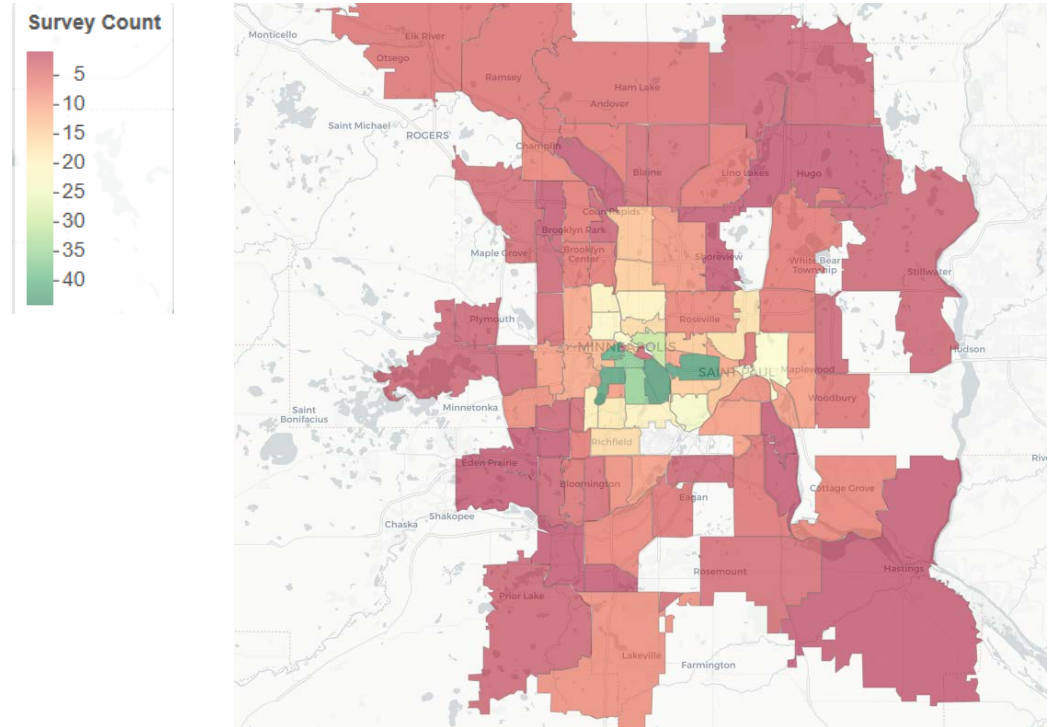 Survey Count
5
10
15
20
25
30
35
40
Monticello
Elk River
Otsego
Ramsey
Ham Lake
Andover
Saint Michael
ROGERS
Champlin
Blaine
Lino Lakes
Hugo
Coon Rapids
Brooklyn Park
Brooklyn
Center
Maple Grove
Shoreview
White Bear
Township
Stillwater
Plymouth
Roseville
MINNEAPOLIS
Hudson
SAINT PAUL
Maplewood
Minnetonka
Woodbury
Saint
Bonifacius
Richfield
Eden Prairie
Bloomington
Eagan
Cottage Grove
Shakopee
Chaska
Rosemount
Hastings
Prior Lake
Lakeville
Farmington